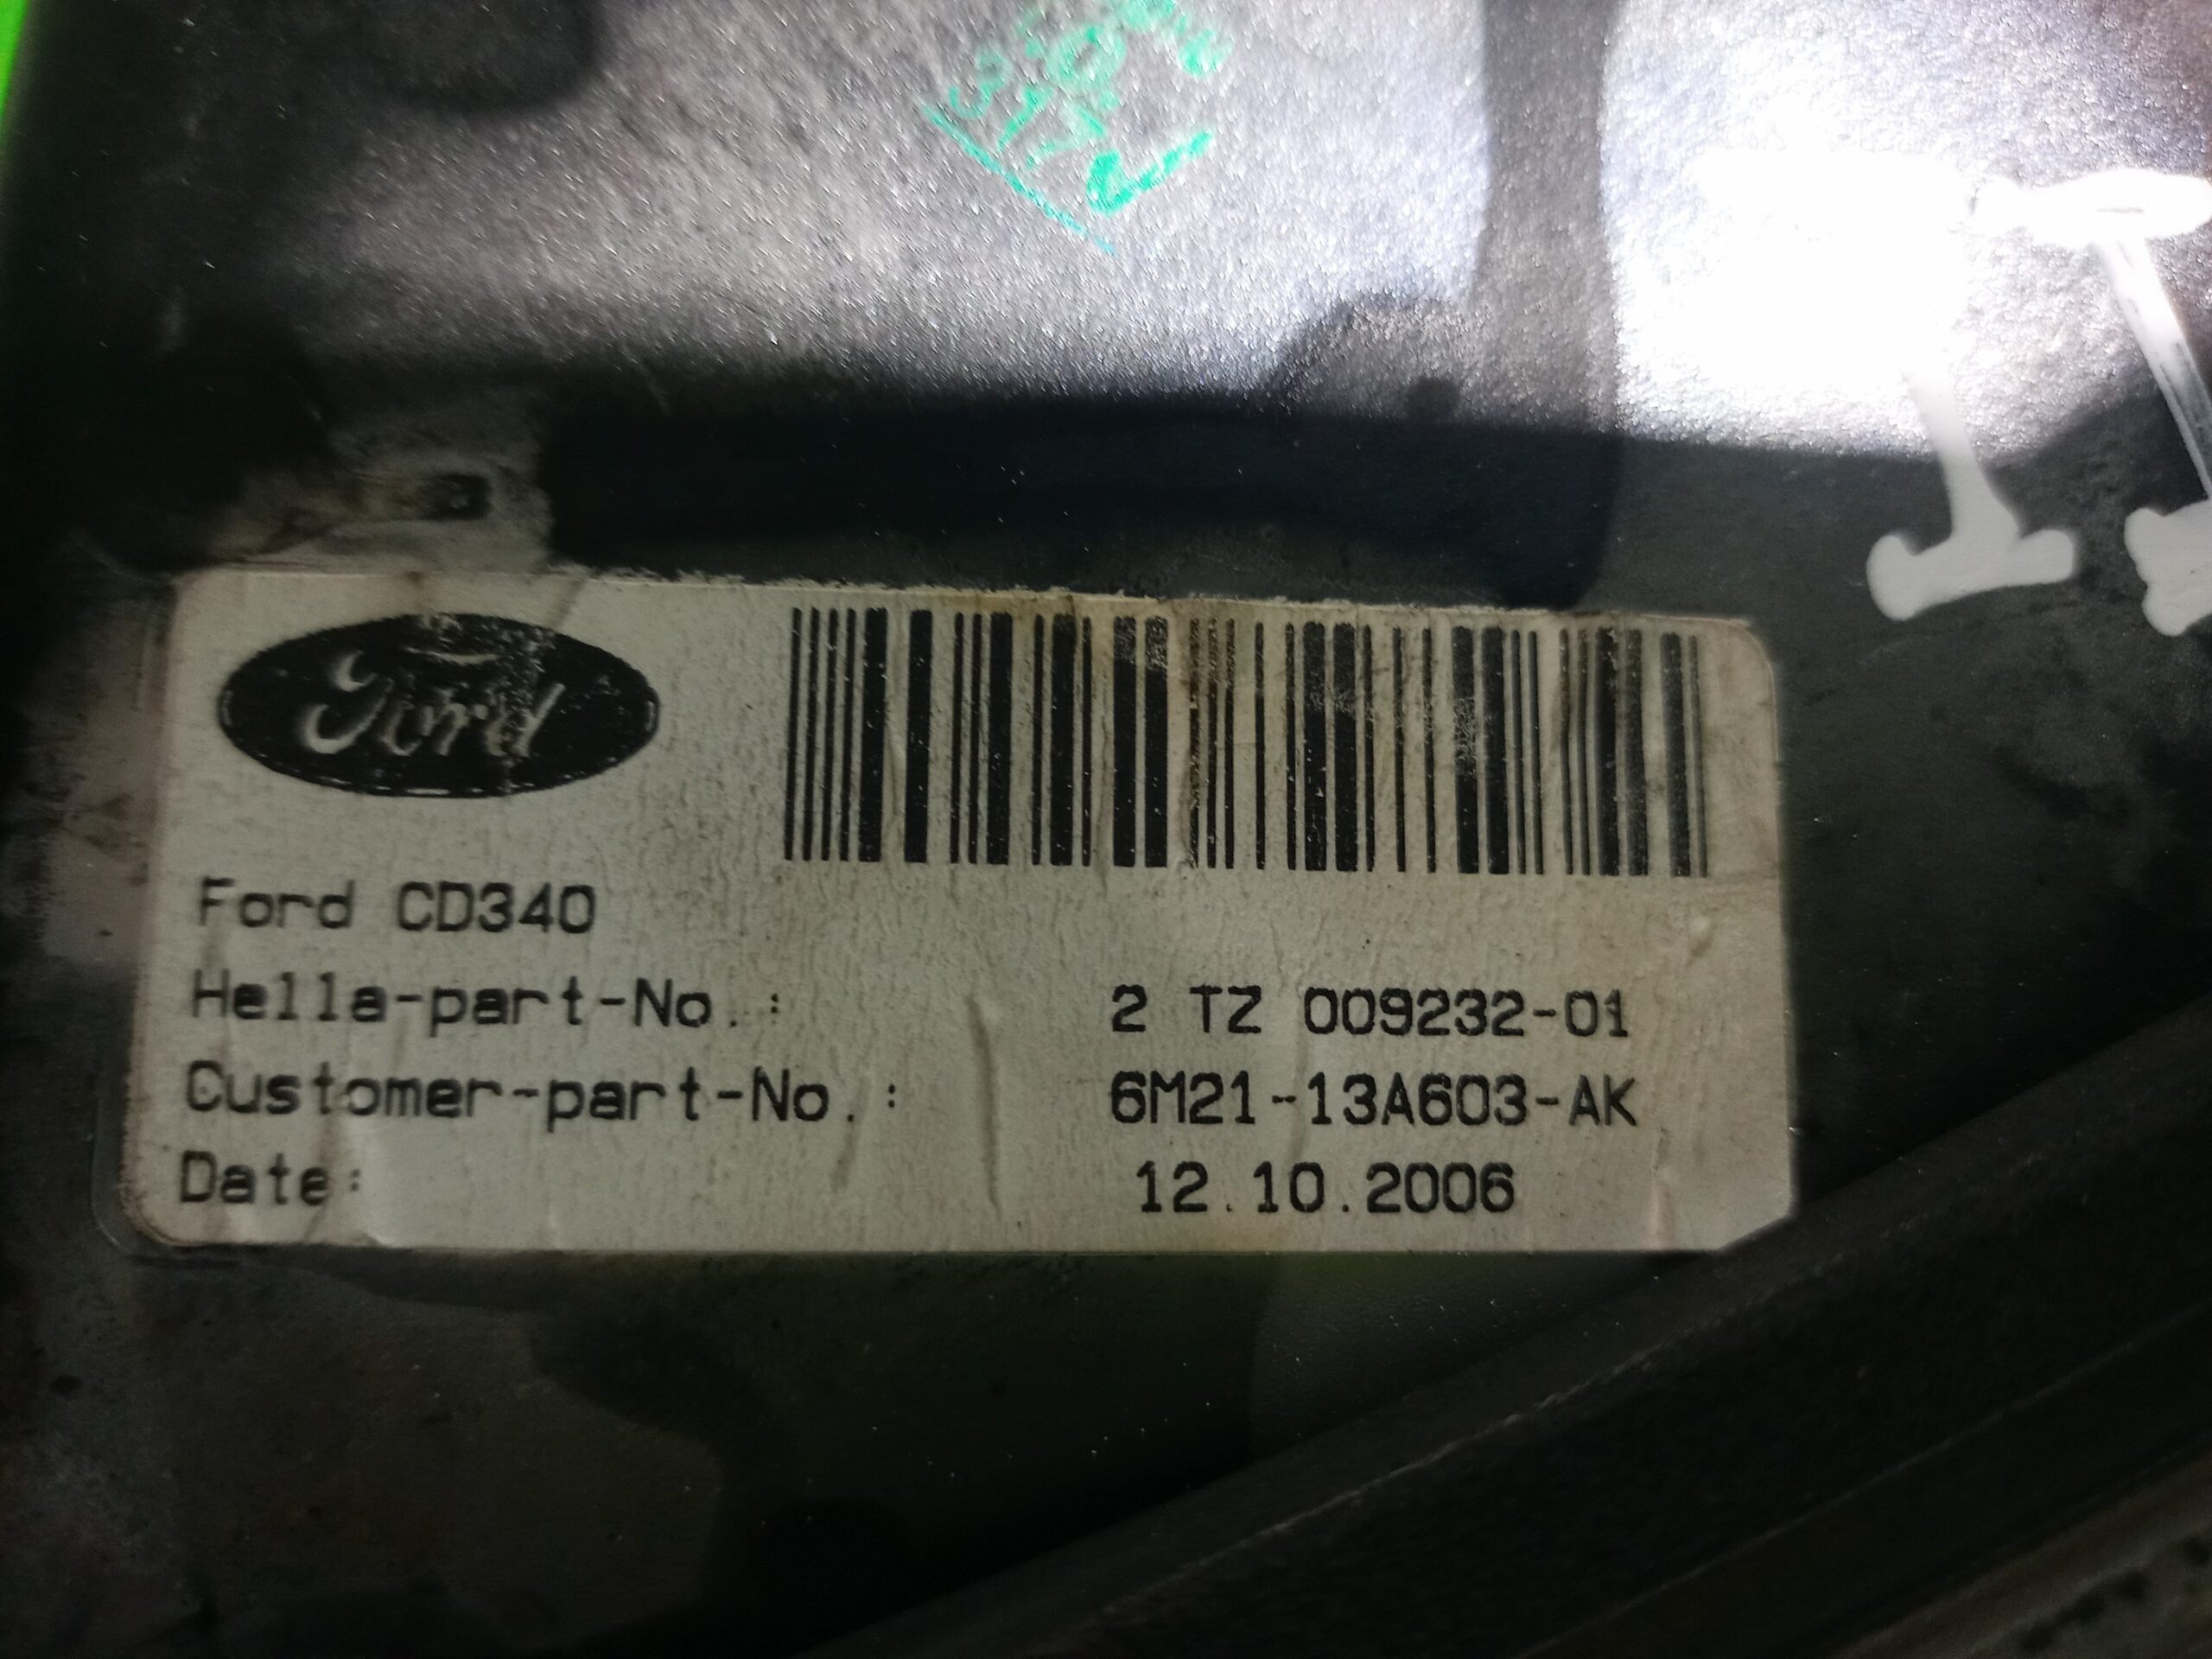 Ford
Ford CD340
Hella-part-No.: 2 TZ 009232-01
Customer-part-No.: 6M21-13A603-AK
Date: 12.10.2006